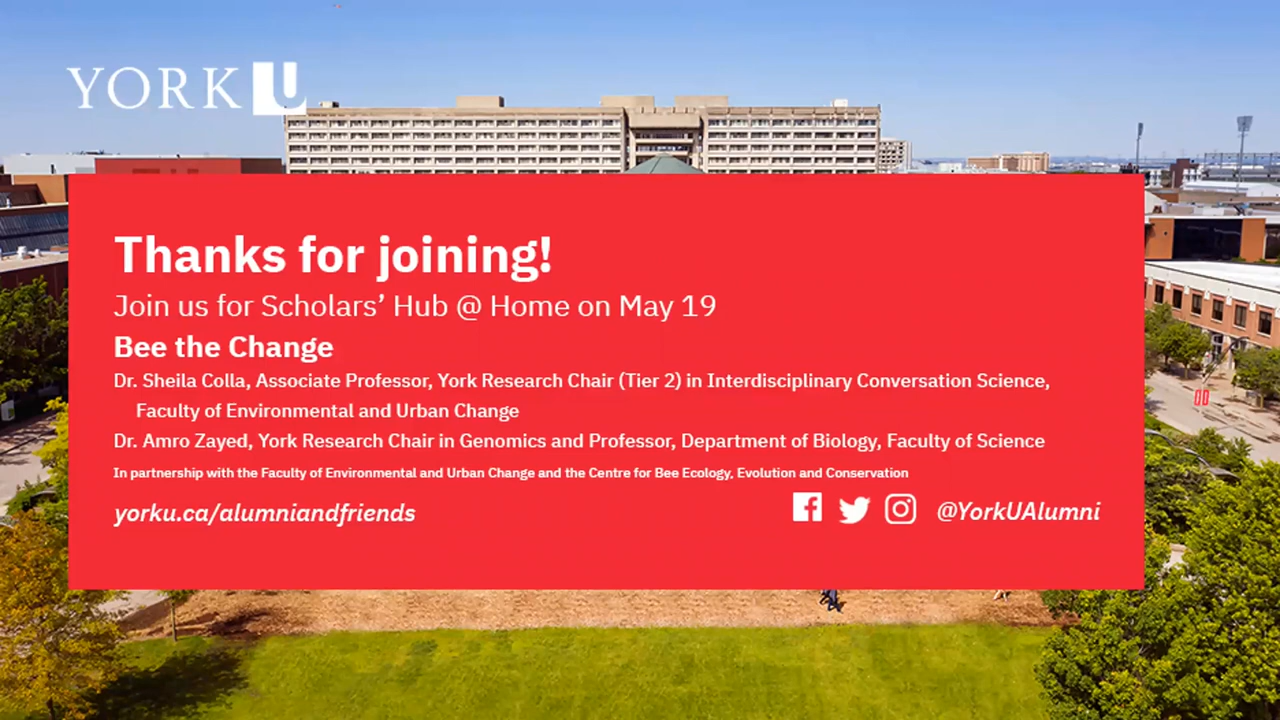 YORK U
Thanks for joining!
Join us for Scholars’ Hub @ Home on May 19
Bee the Change
Dr. Sheila Colla, Associate Professor, York Research Chair (Tier 2) in Interdisciplinary Conversation Science,
Faculty of Environmental and Urban Change
Dr. Amro Zayed, York Research Chair in Genomics and Professor, Department of Biology, Faculty of Science
In partnership with the Faculty of Environmental and Urban Change and the Centre for Bee Ecology, Evolution and Conservation
yorku.ca/alumniandfriends
@YorkUAlumni